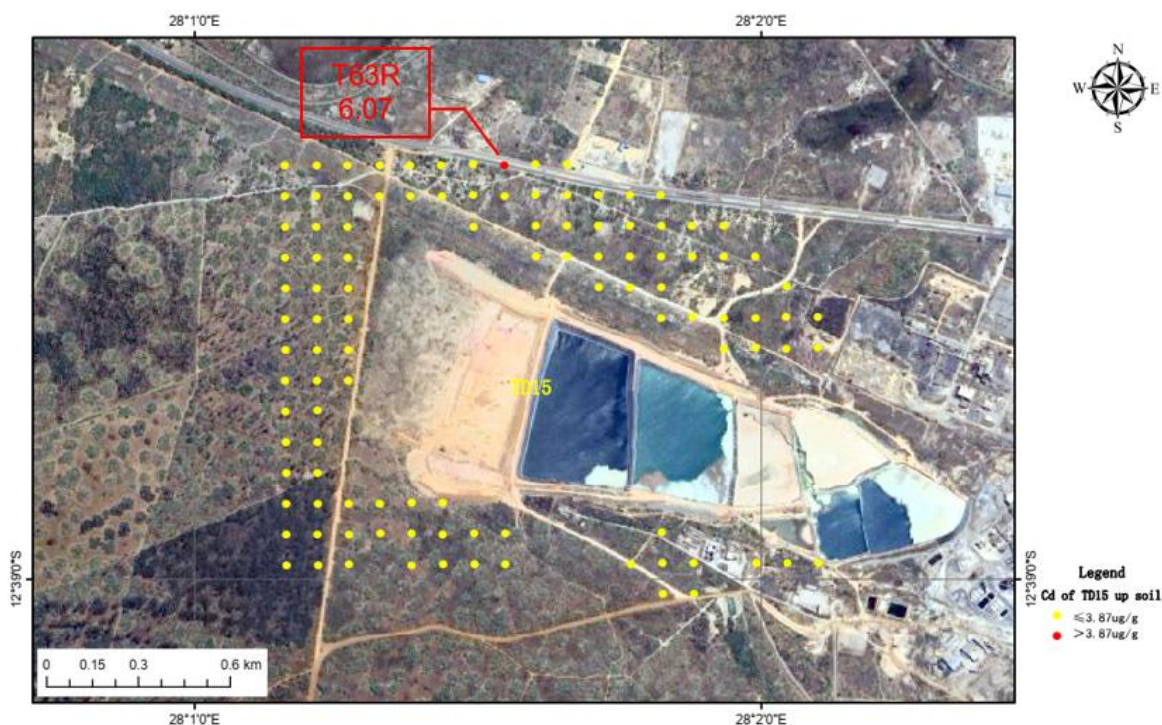 28°1'0"E
28°2'0"E
T63R
6.07
N
W
E
S
TD15
12°39'0"S
12°39'0"S
Legend
Cd of TD15 up soil
≤3.87ug/g
>3.87ug/g
0 0.15 0.3 0.6 km
28°1'0"E
28°2'0"E